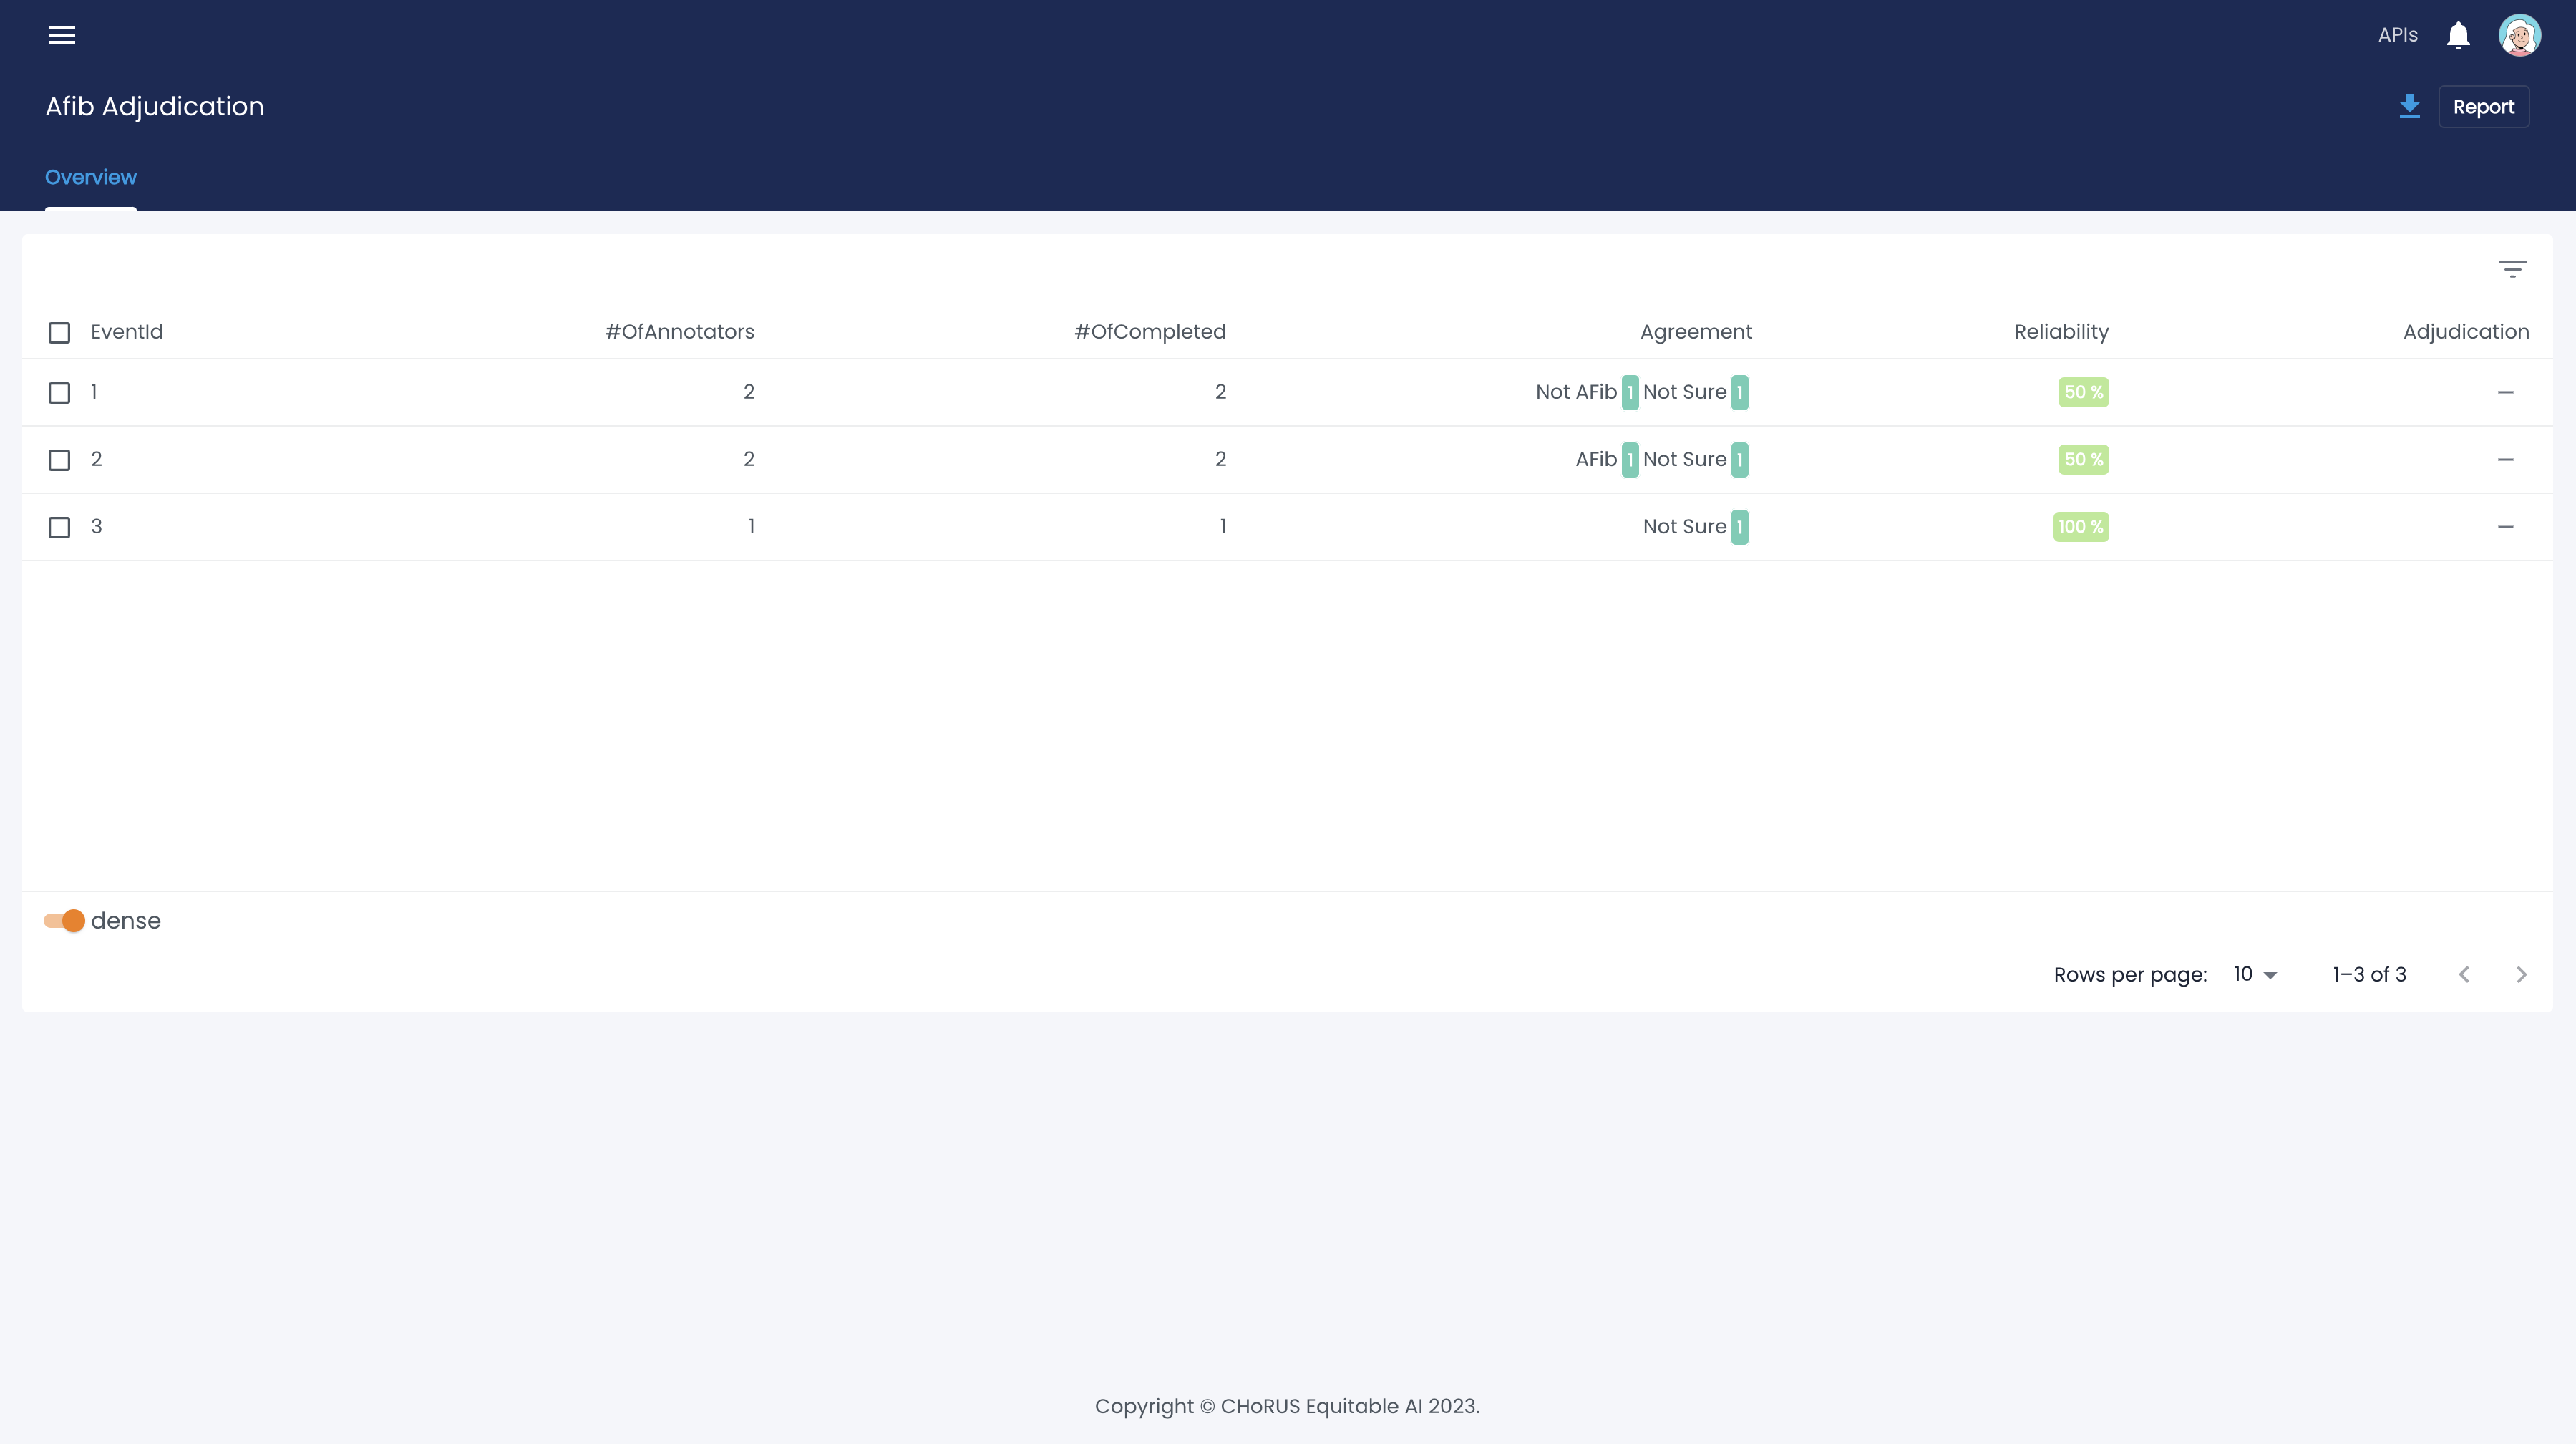 APIs
Afib Adjudication
Report
Overview
EventId #OfAnnotators #OfCompleted Agreement Reliability Adjudication
1 2 2 Not AFib 1 Not Sure 1 50 % –
2 2 2 AFib 1 Not Sure 1 50 % –
3 1 1 Not Sure 1 100 % –
dense
Rows per page: 10 1–3 of 3
Copyright © CHoRUS Equitable AI 2023.